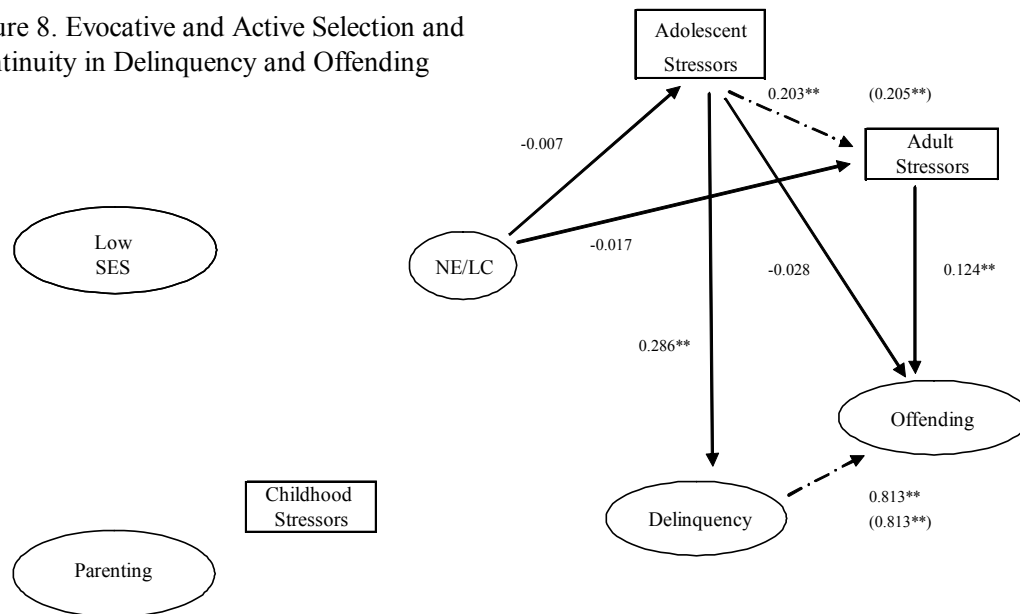 ure 8. Evocative and Active Selection and
ntinuity in Delinquency and Offending
Adolescent
Stressors
0.203** (0.205**)
Adult
Stressors
-0.007
Low
SES
NE/LC
-0.017
-0.028
0.124**
0.286**
Offending
Childhood
Stressors
Delinquency
0.813**
(0.813**)
Parenting